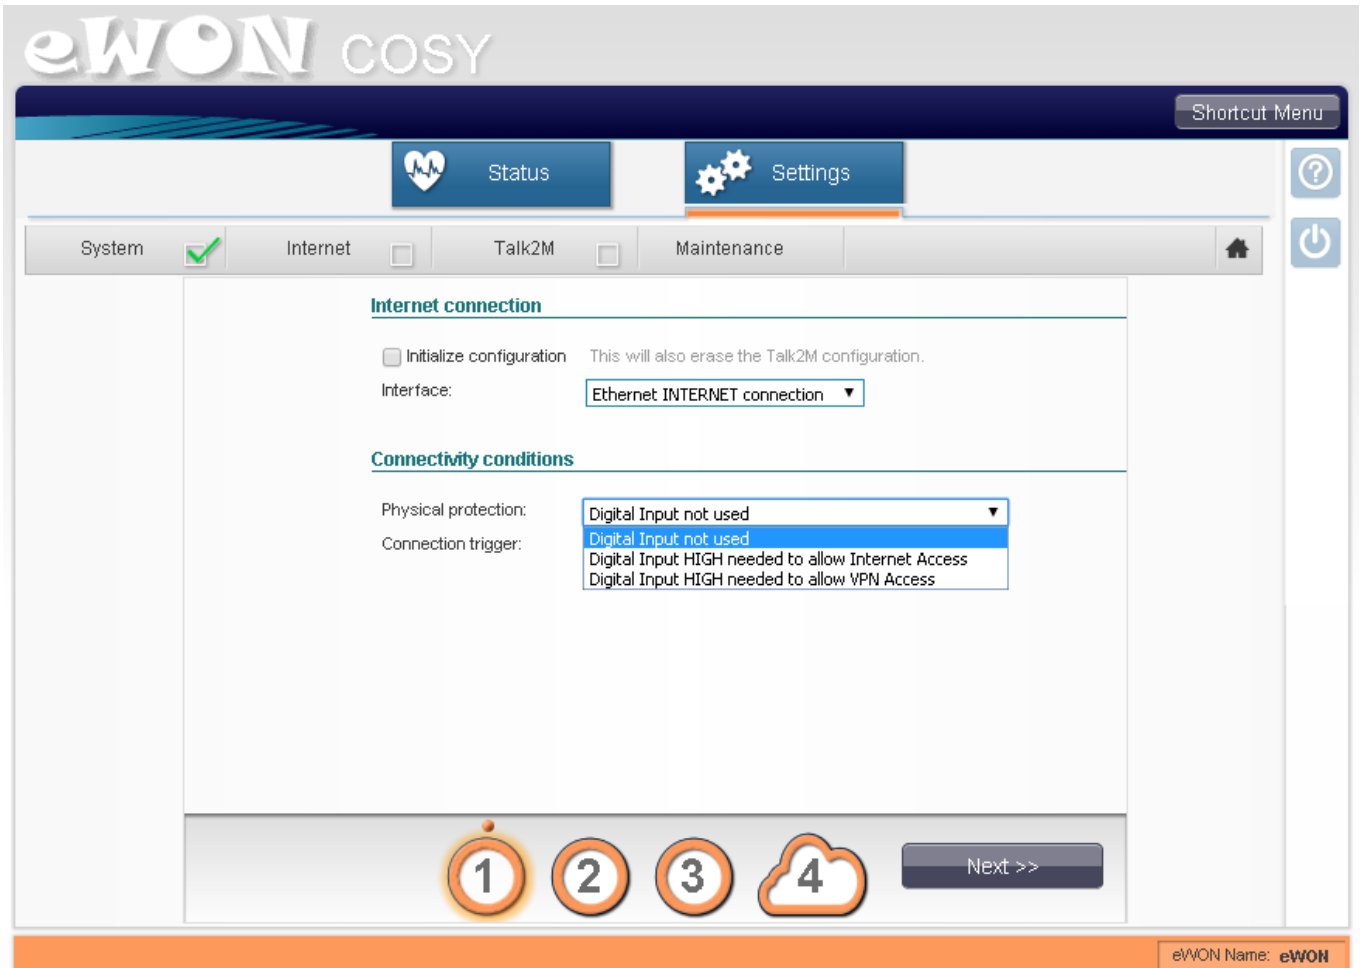 eWON COSY
Shortcut Menu
Status
Settings
System
Internet
Talk2M
Maintenance
Internet connection
Initialize configuration This will also erase the Talk2M configuration.
Interface: Ethernet INTERNET connection
Connectivity conditions
Physical protection: Digital Input not used
Connection trigger: Digital Input not used
Digital Input HIGH needed to allow Internet Access
Digital Input HIGH needed to allow VPN Access
1 2 3 4 Next >>
eWON Name: eWON